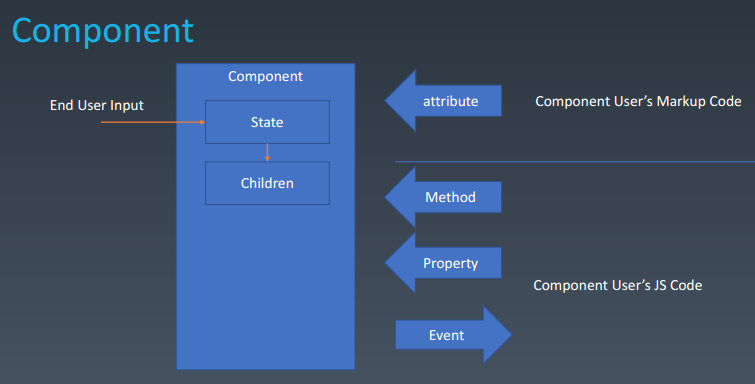 Component
Component
End User Input
State
Children
attribute
Component User's Markup Code
Method
Property
Component User's JS Code
Event